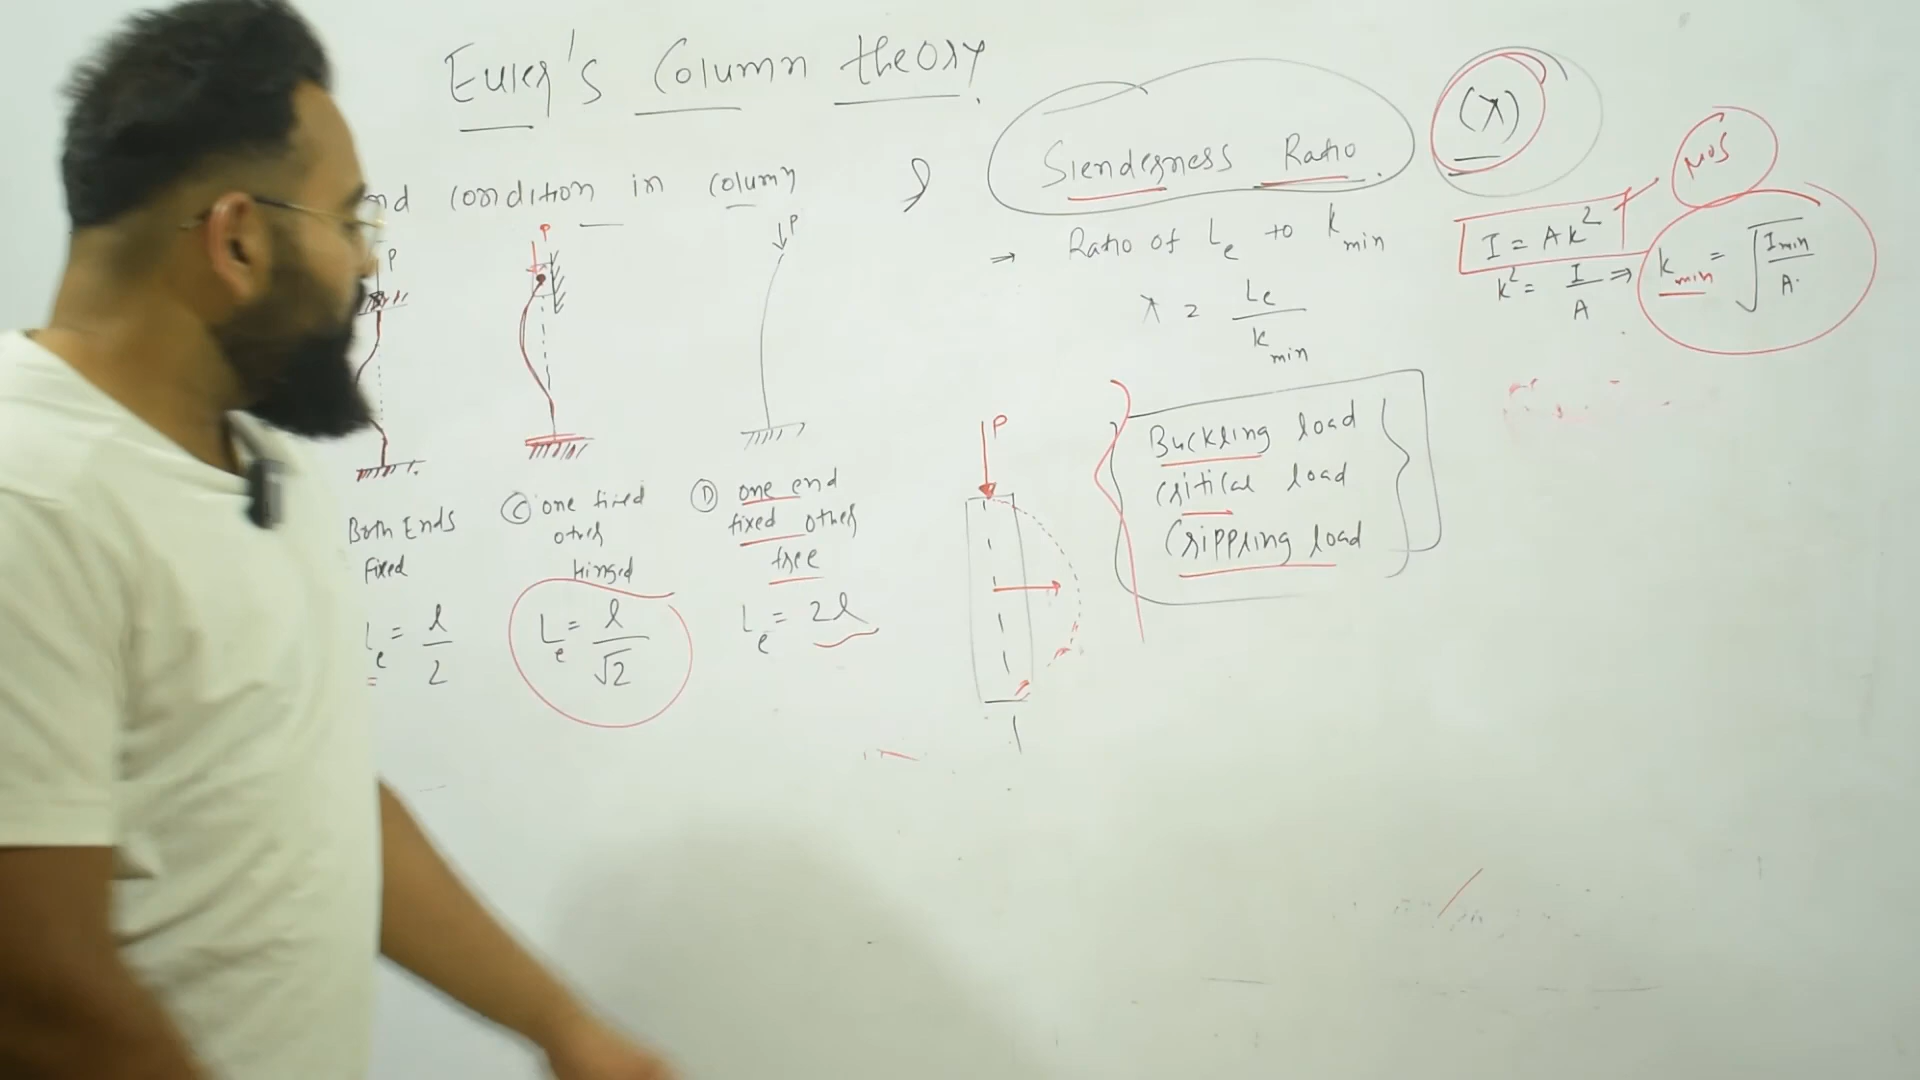 Euler's Column theory.
nd condition in column
P
P
P
Both Ends
Fixed
Le = l/2
(C) one fixed
other
hinged
Le = l/√2
(D) one end
fixed other
free
Le = 2l
Slenderness Ratio. (λ)
⇒ Ratio of Le to kmin
λ = Le/kmin
MOS
I = Ak²
k² = I/A ⇒ kmin = √(Imin/A)
P
Buckling load
Critical load
Crippling load